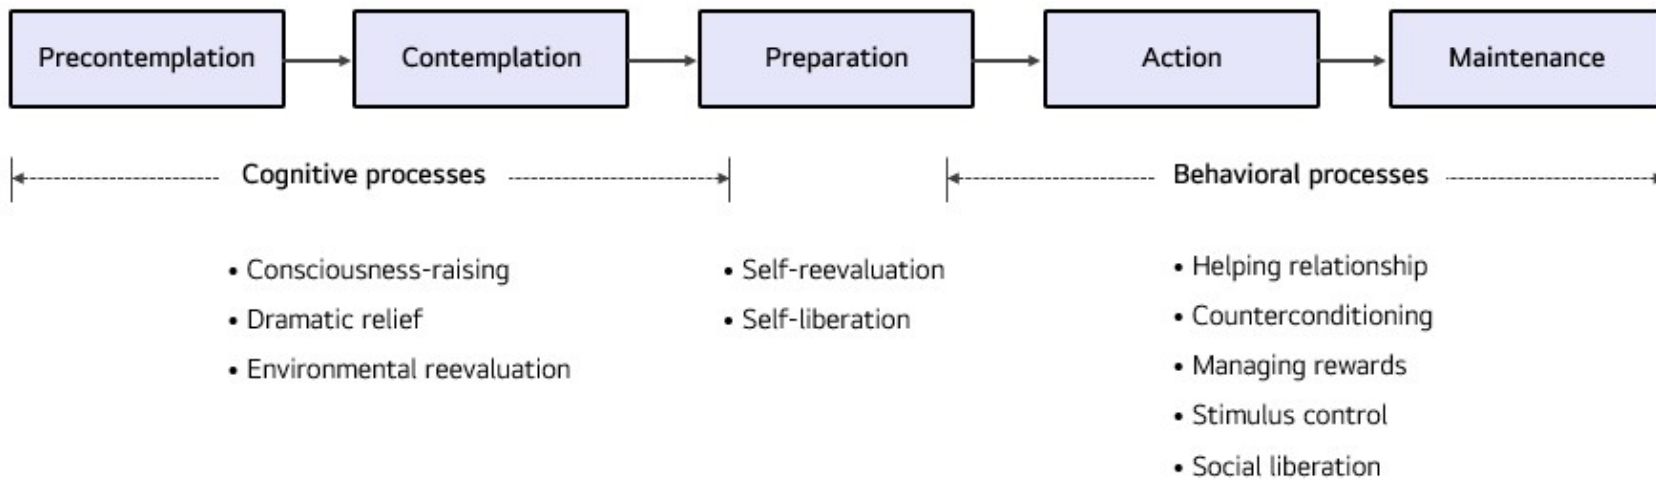 Precontemplation
Contemplation
Preparation
Action
Maintenance
Cognitive processes
Behavioral processes
• Consciousness-raising
• Dramatic relief
• Environmental reevaluation
• Self-reevaluation
• Self-liberation
• Helping relationship
• Counterconditioning
• Managing rewards
• Stimulus control
• Social liberation